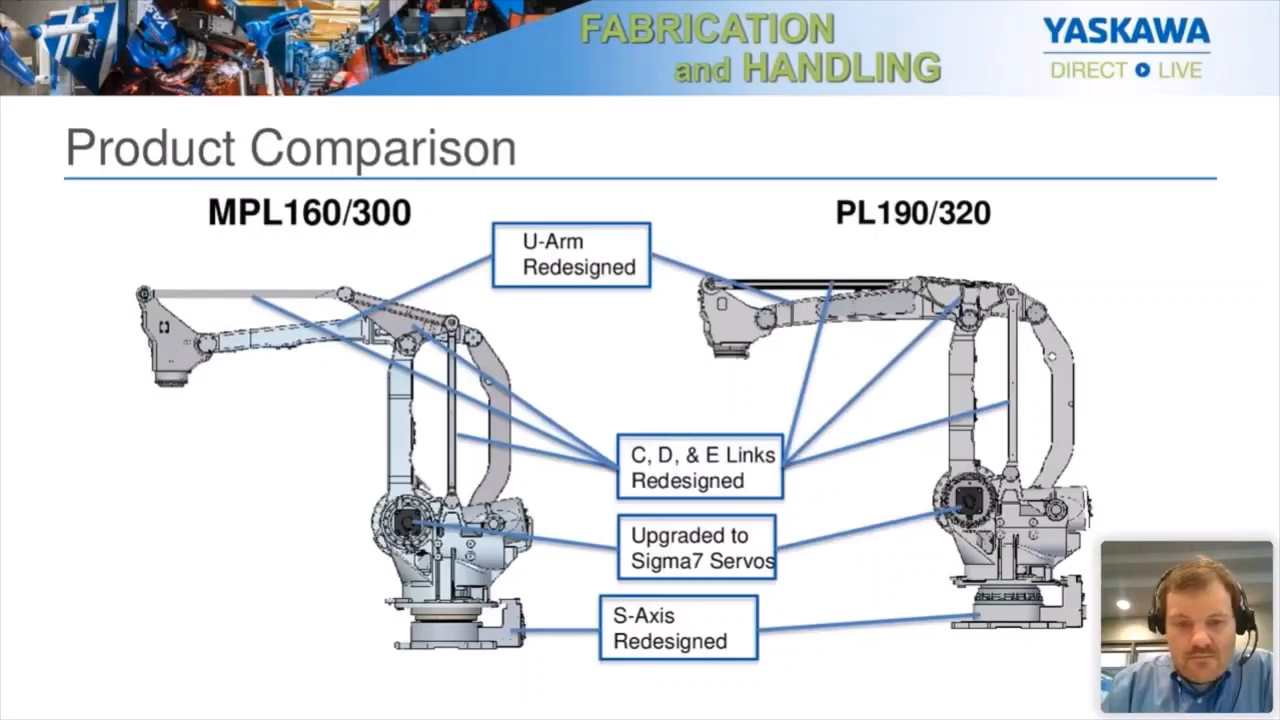 FABRICATION
and HANDLING
YASKAWA
DIRECT LIVE
Product Comparison
MPL160/300
PL190/320
U-Arm
Redesigned
C, D, & E Links
Redesigned
Upgraded to
Sigma7 Servos
S-Axis
Redesigned